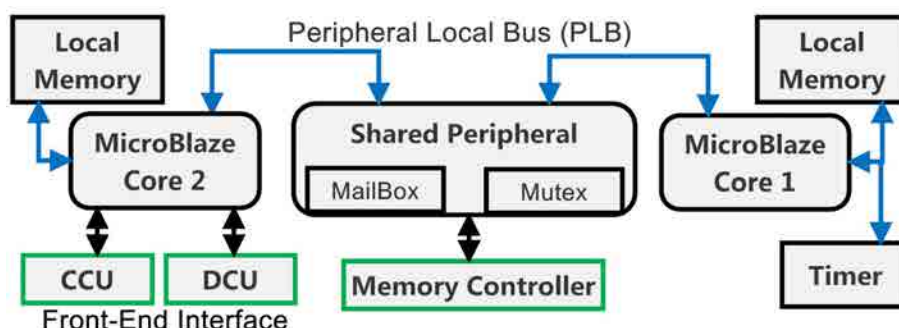 Peripheral Local Bus (PLB)
Local
Memory
MicroBlaze
Core 2
Shared Peripheral
MailBox
Mutex
Local
Memory
MicroBlaze
Core 1
CCU
DCU
Memory Controller
Timer
Front-End Interface